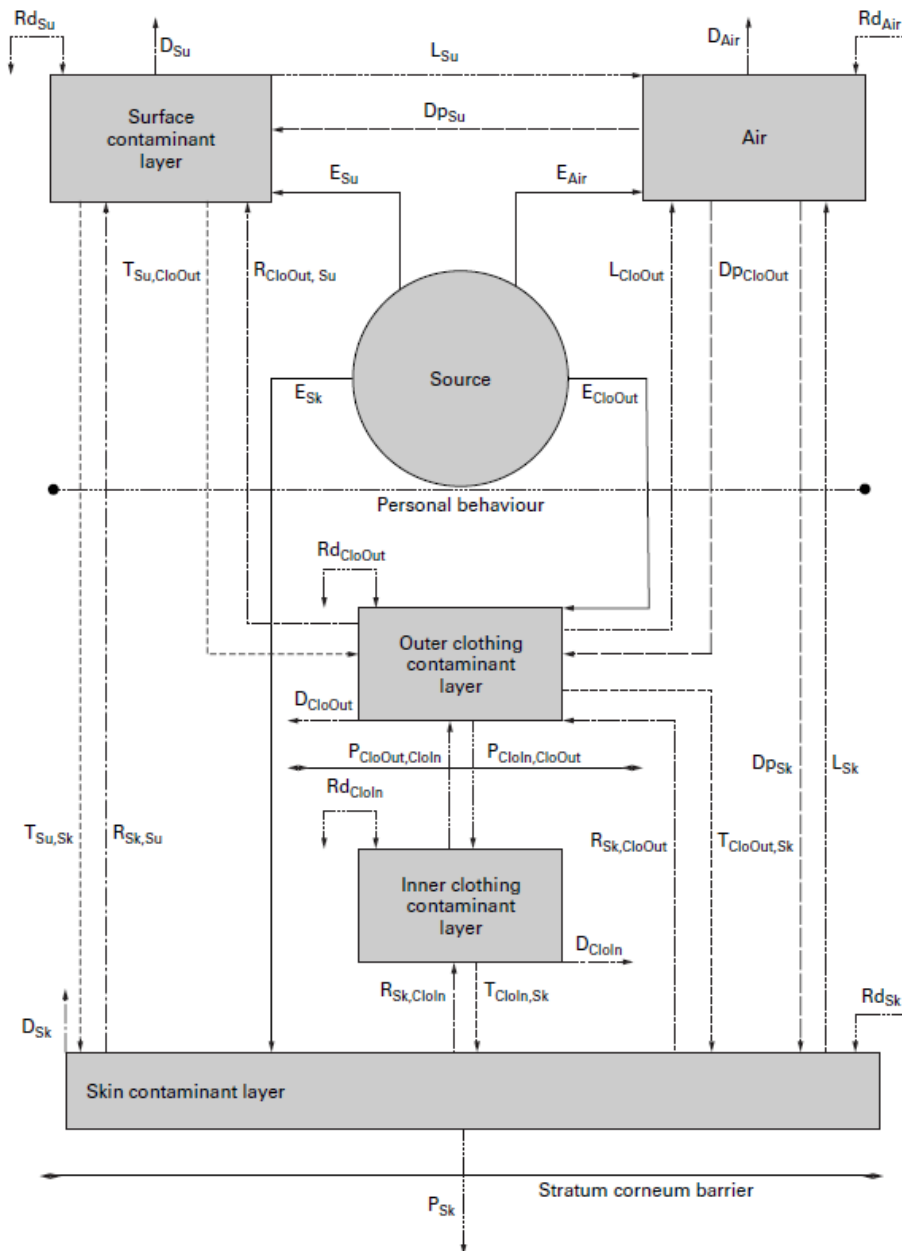 Rd_Su
D_Su
L_Su
D_Air
Rd_Air
Surface
contaminant
layer
Dp_Su
Air
E_Su
E_Air
T_Su,CloOut
R_CloOut, Su
L_CloOut
Dp_CloOut
Source
E_Sk
E_CloOut
Personal behaviour
Rd_CloOut
Outer clothing
contaminant
layer
D_CloOut
P_CloOut,CloIn
P_CloIn,CloOut
Rd_CloIn
Dp_Sk
L_Sk
T_Su,Sk
R_Sk,Su
R_Sk,CloOut
T_CloOut,Sk
Inner clothing
contaminant
layer
D_CloIn
R_Sk,CloIn
T_CloIn,Sk
D_Sk
Rd_Sk
Skin contaminant layer
Stratum corneum barrier
P_Sk